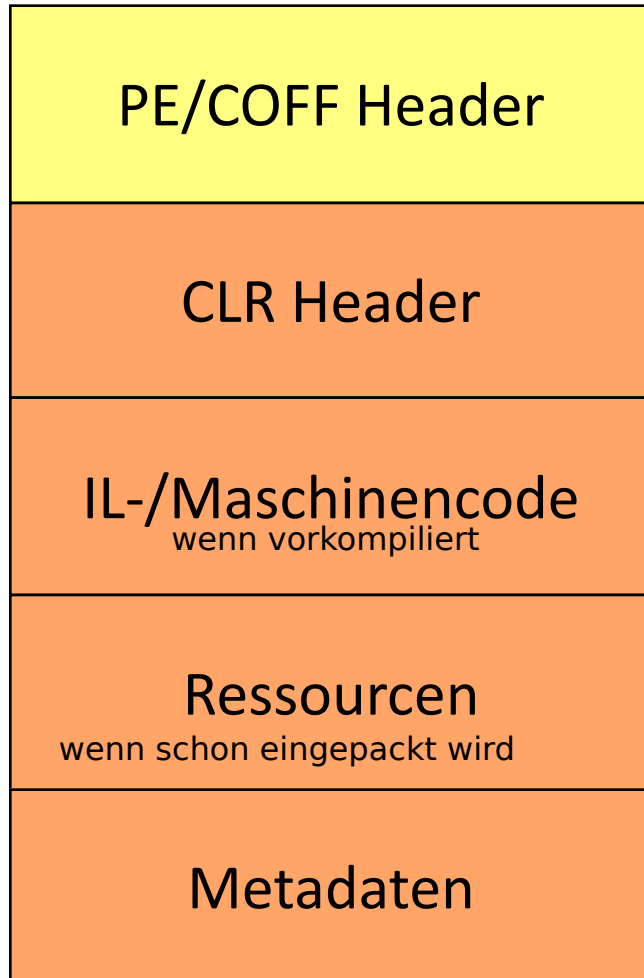 PE/COFF Header
CLR Header
IL-/Maschinencode
wenn vorkompiliert
Ressourcen
wenn schon eingepackt wird
Metadaten